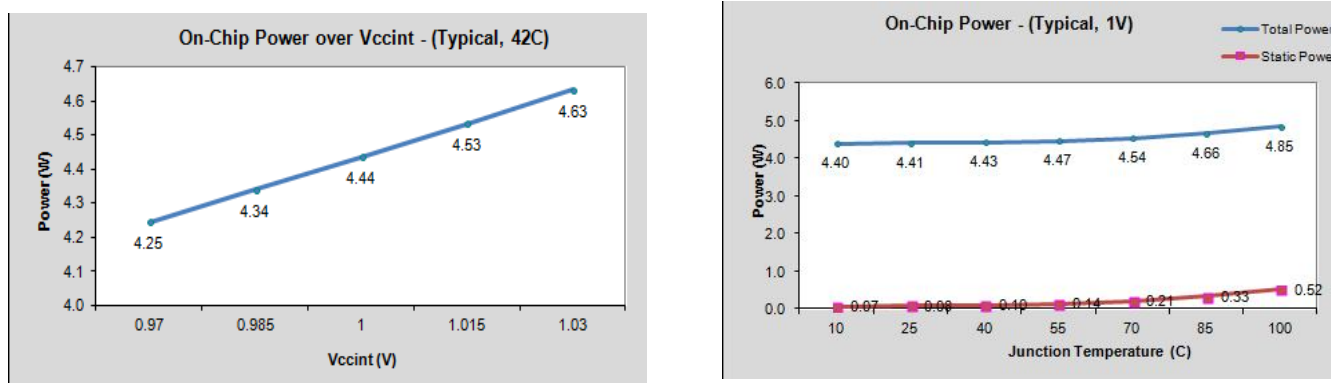 On-Chip Power over Vccint - (Typical, 42C)
Power (W)
4.7
4.6
4.5
4.4
4.3
4.2
4.1
4.0
4.25
4.34
4.44
4.53
4.63
0.97 0.985 1 1.015 1.03
Vccint (V)
On-Chip Power - (Typical, 1V)
Total Power
Static Power
Power (W)
6.0
5.0
4.0
3.0
2.0
1.0
0.0
4.40 4.41 4.43 4.47 4.54 4.66 4.85
0.07 0.08 0.10 0.14 0.21 0.33 0.52
10 25 40 55 70 85 100
Junction Temperature (C)